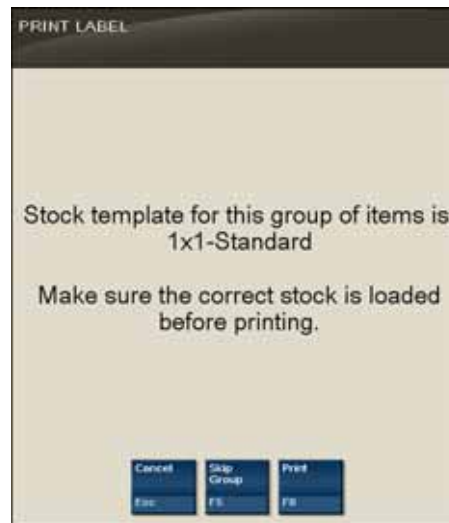 PRINT LABEL
Stock template for this group of items is
1x1-Standard
Make sure the correct stock is loaded
before printing.
Cancel
Esc
Skip
Group
F5
Print
F8